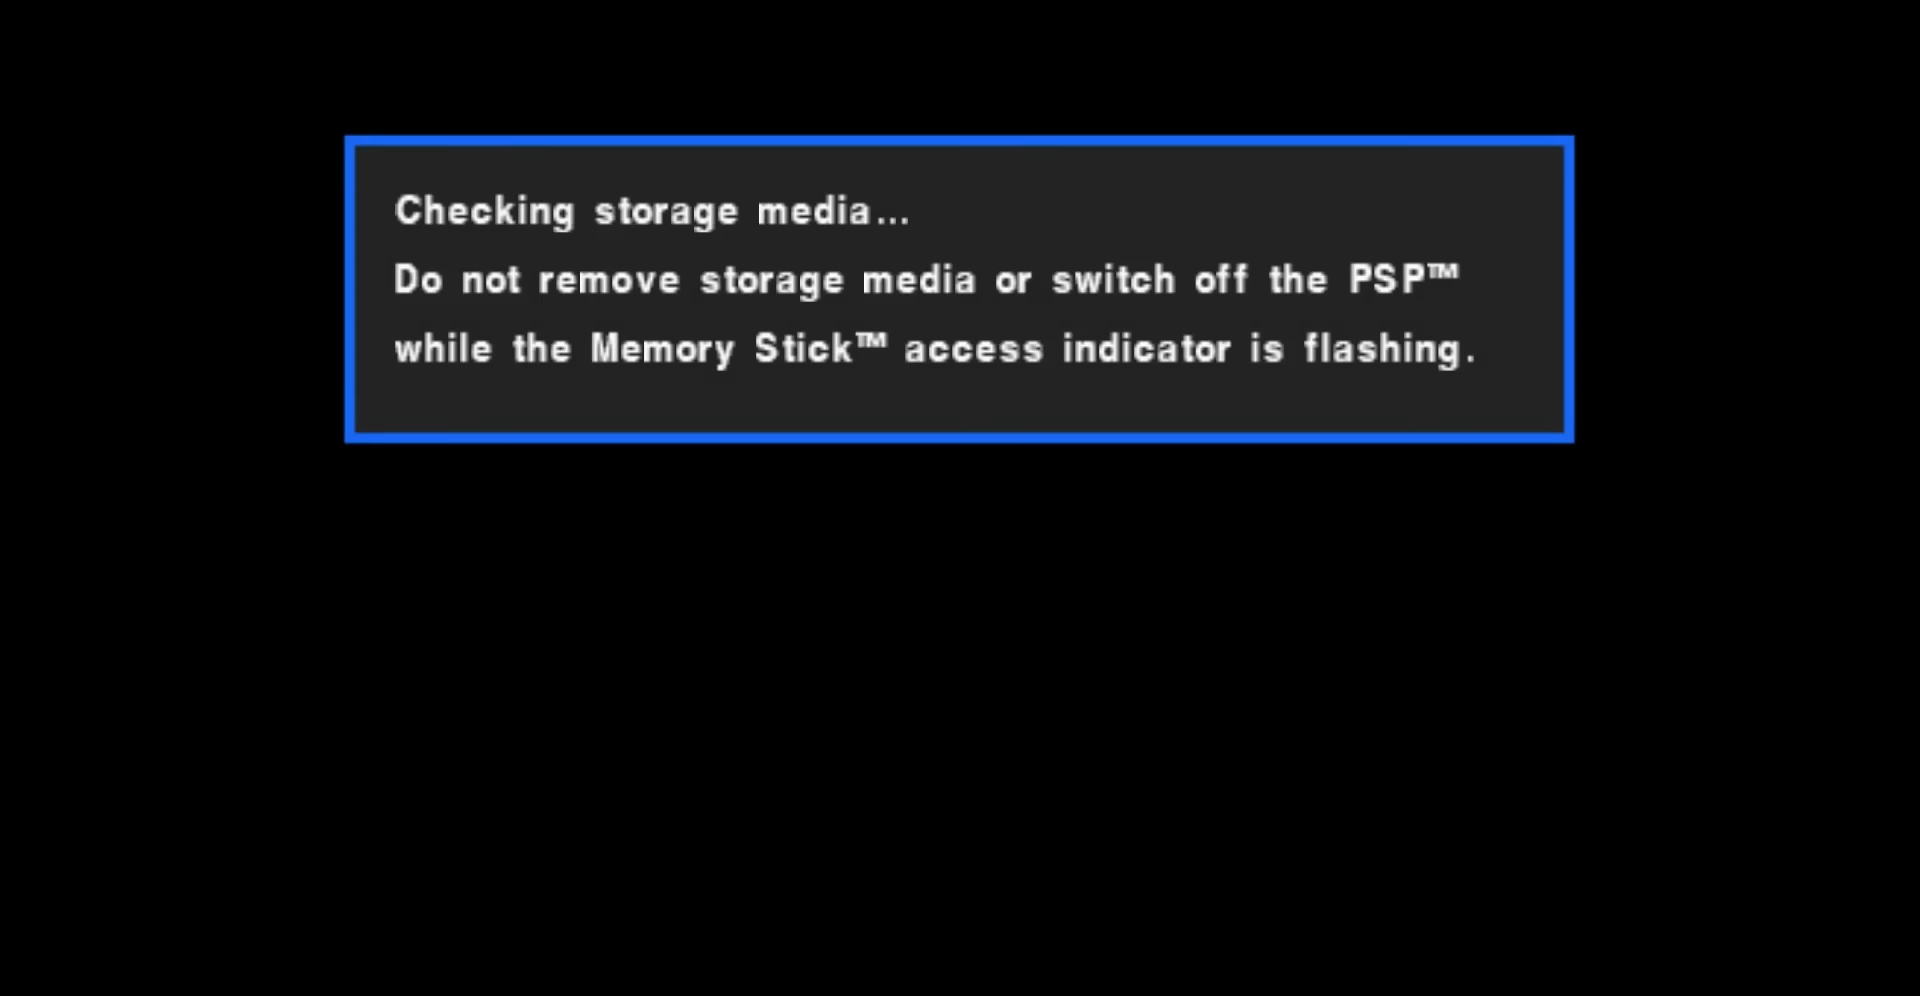 Checking storage media...
Do not remove storage media or switch off the PSP™
while the Memory Stick™ access indicator is flashing.